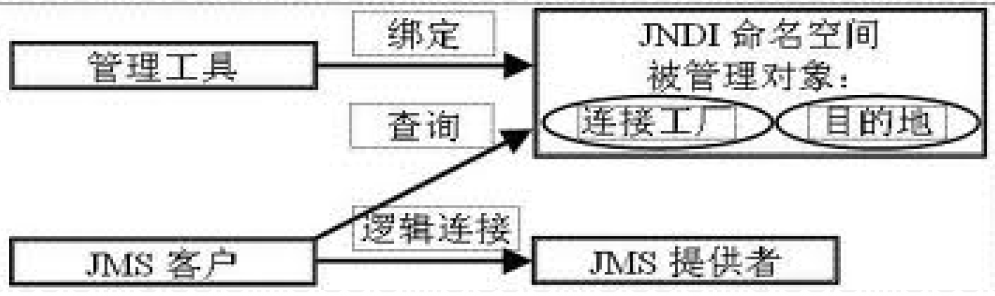 绑定
管理工具
JNDI 命名空间
被管理对象：
连接工厂
目的地
查询
逻辑连接
JMS 客户
JMS 提供者